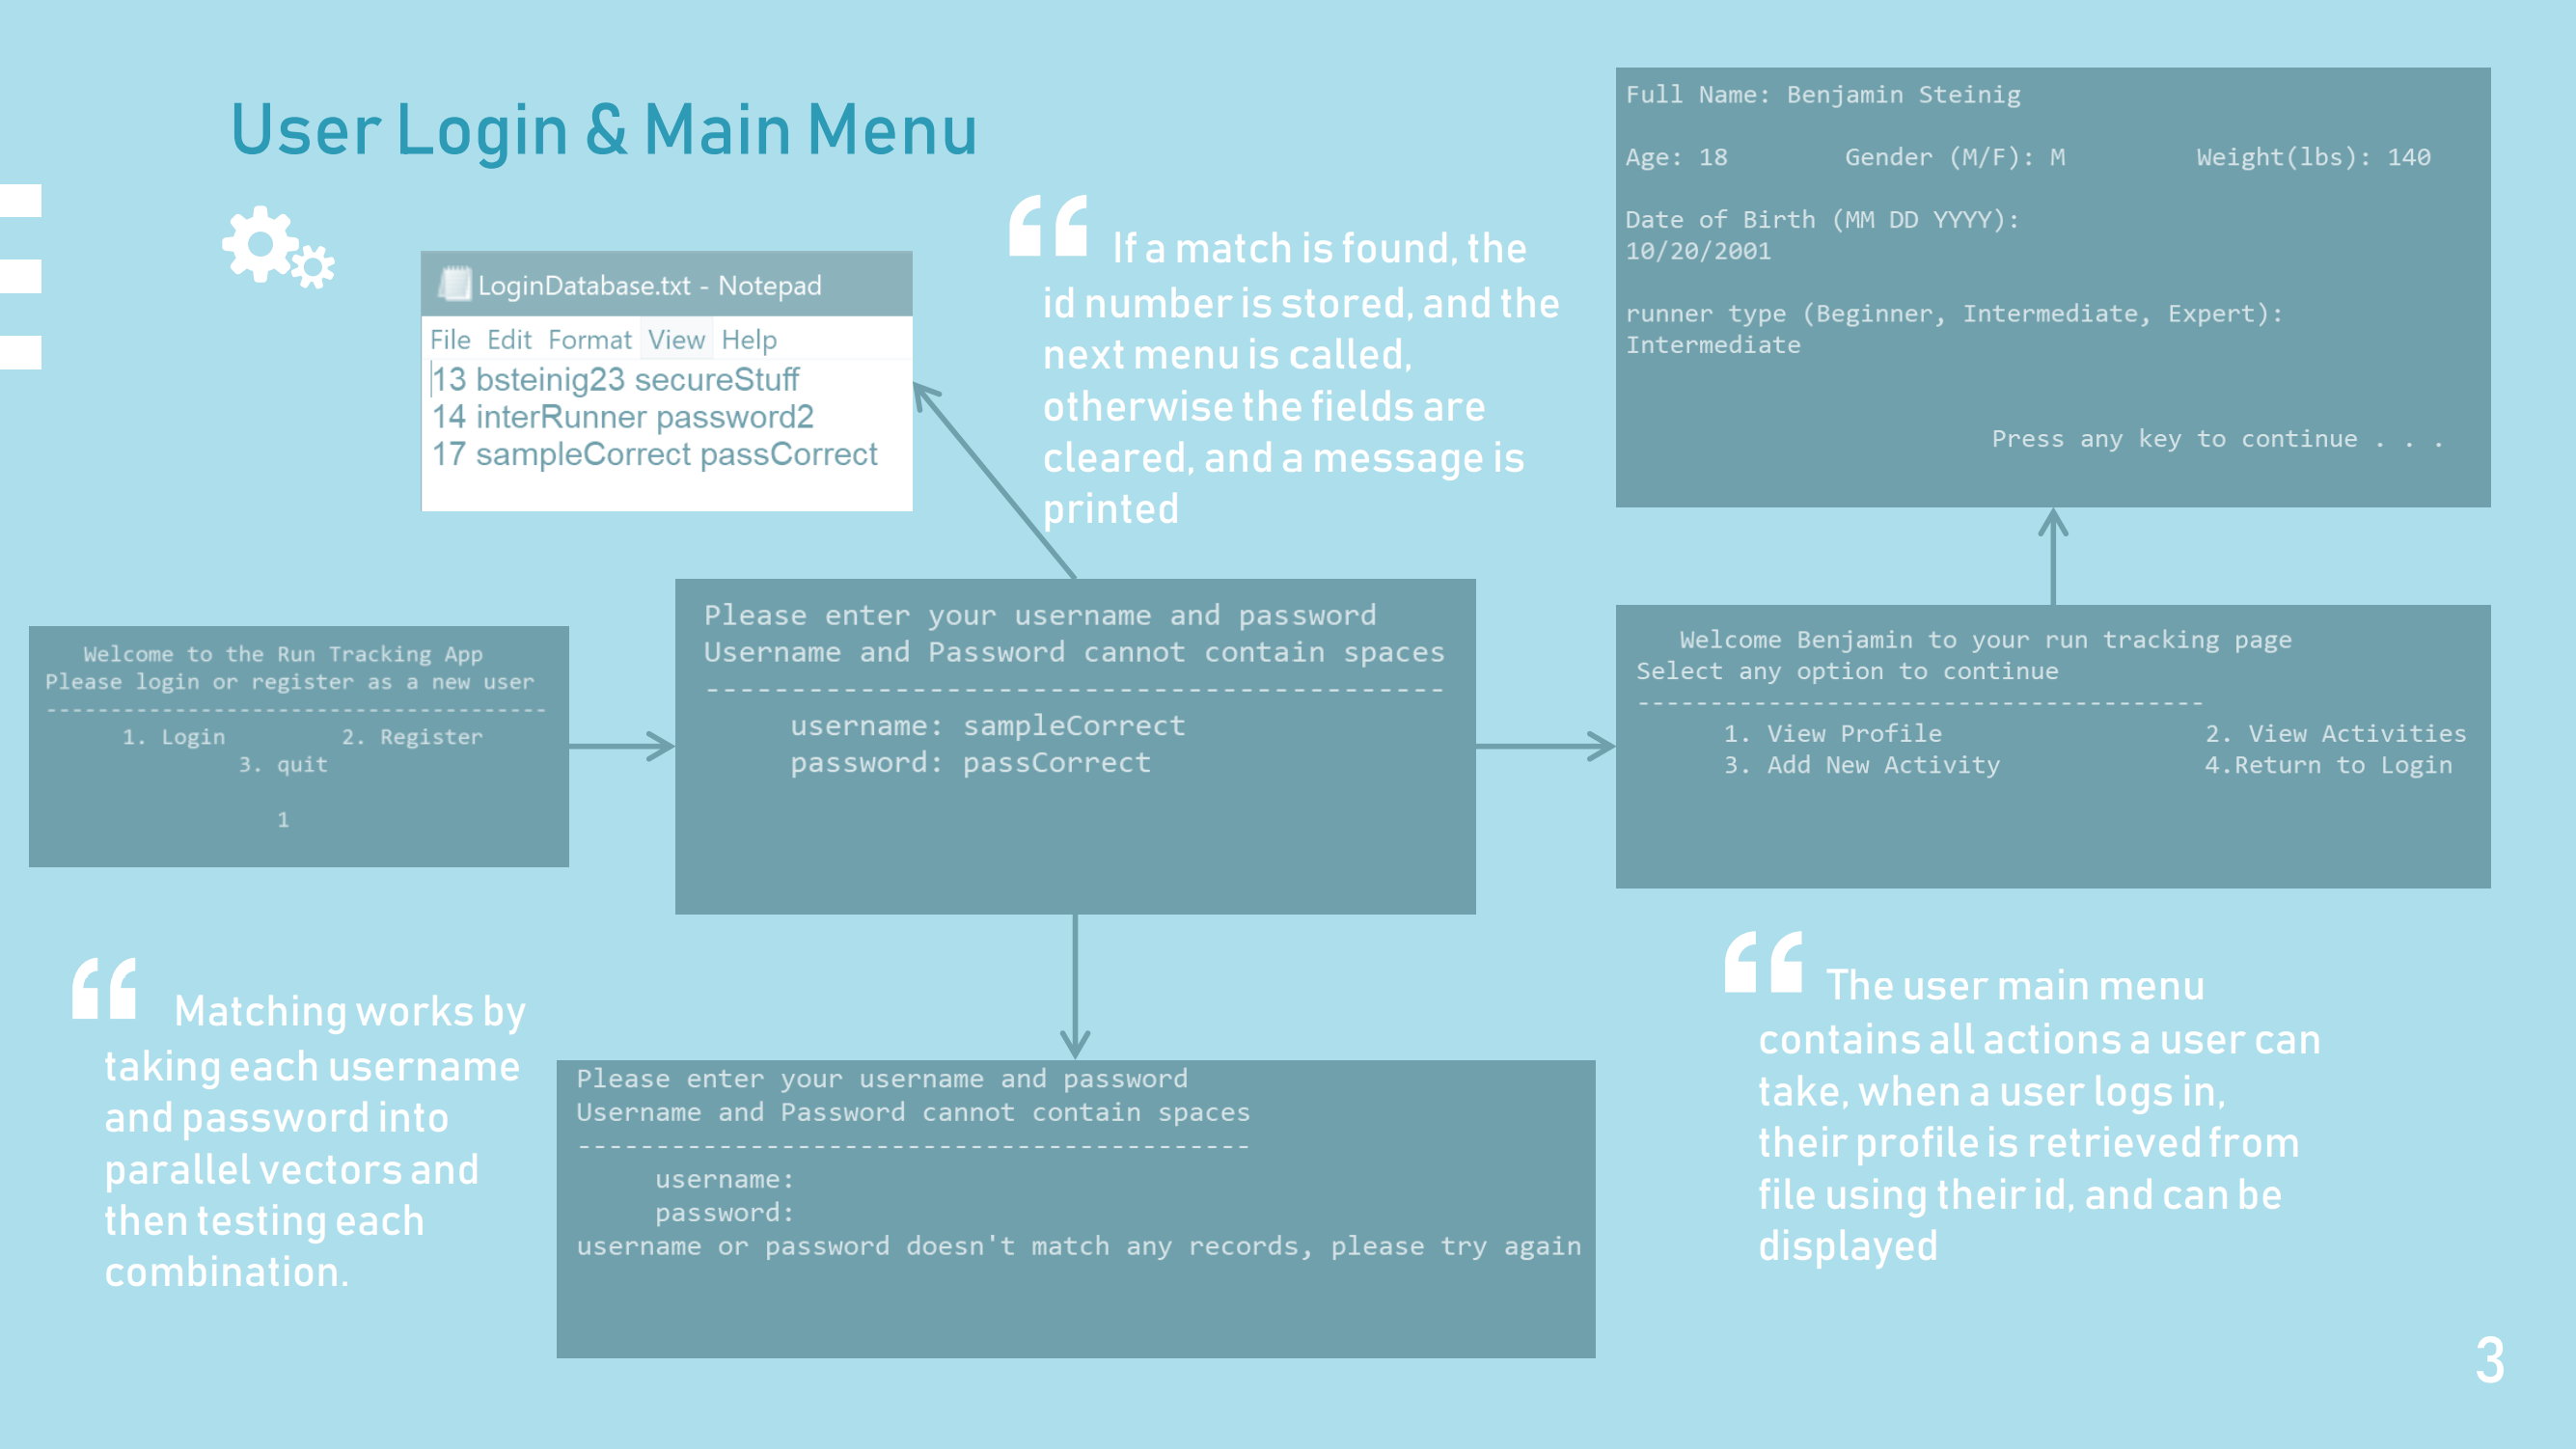 User Login & Main Menu
LoginDatabase.txt - Notepad
File Edit Format View Help
13 bsteinig23 secureStuff
14 interRunner password2
17 sampleCorrect passCorrect
“ If a match is found, the
id number is stored, and the
next menu is called,
otherwise the fields are
cleared, and a message is
printed
Full Name: Benjamin Steinig
Age: 18 Gender (M/F): M Weight(lbs): 140
Date of Birth (MM DD YYYY):
10/20/2001
runner type (Beginner, Intermediate, Expert):
Intermediate
Press any key to continue . . .
Welcome to the Run Tracking App
Please login or register as a new user
---------------------------------------
1. Login 2. Register
3. quit
1
Please enter your username and password
Username and Password cannot contain spaces
-------------------------------------------
username: sampleCorrect
password: passCorrect
Welcome Benjamin to your run tracking page
Select any option to continue
---------------------------------------
1. View Profile 2. View Activities
3. Add New Activity 4.Return to Login
“ Matching works by
taking each username
and password into
parallel vectors and
then testing each
combination.
Please enter your username and password
Username and Password cannot contain spaces
-------------------------------------------
username:
password:
username or password doesn't match any records, please try again
“ The user main menu
contains all actions a user can
take, when a user logs in,
their profile is retrieved from
file using their id, and can be
displayed
3